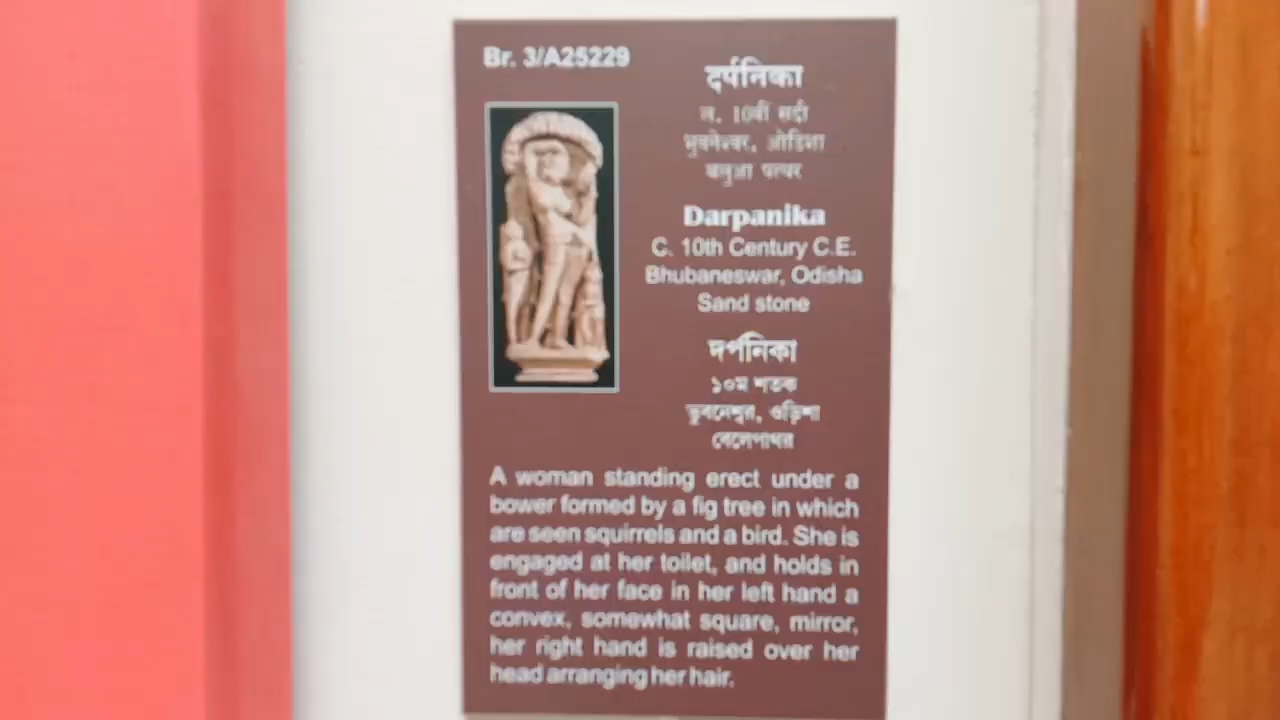 Br. 3/A25229
दर्पनिका
ल. 10वीं सदी
भुवनेश्वर, ओडिशा
बलुआ पत्थर
Darpanika
C. 10th Century C.E.
Bhubaneswar, Odisha
Sand stone
দর্পনিকা
১০ম শতক
ভুবনেশ্বর, ওড়িশা
বেলেপাথর
A woman standing erect under a
bower formed by a fig tree in which
are seen squirrels and a bird. She is
engaged at her toilet, and holds in
front of her face in her left hand a
convex, somewhat square, mirror,
her right hand is raised over her
head arranging her hair.